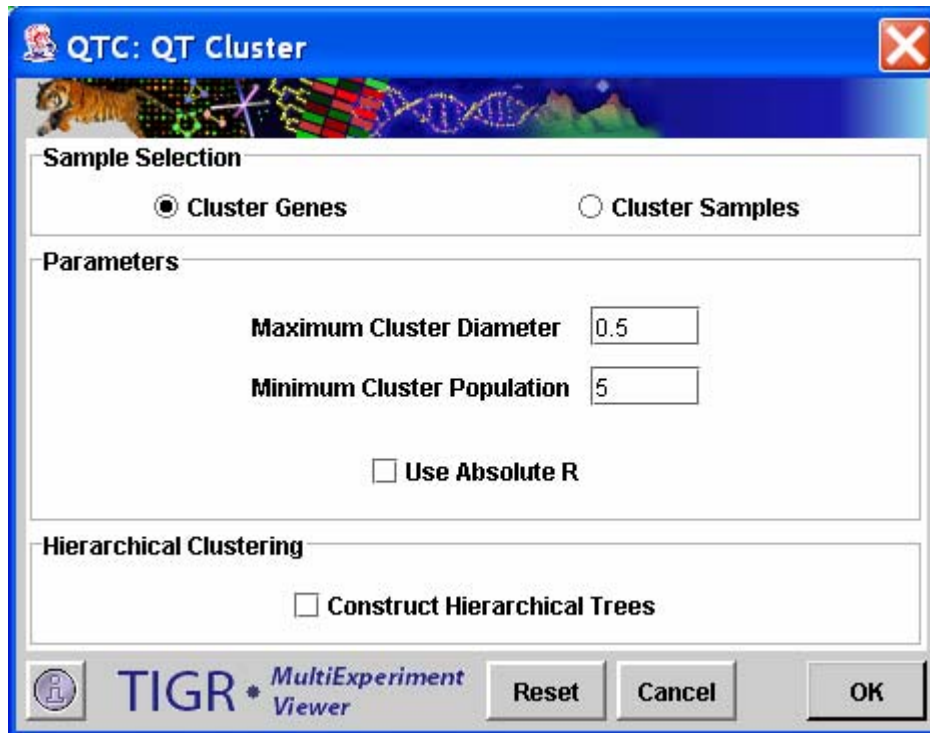 QTC: QT Cluster
Sample Selection
Cluster Genes Cluster Samples
Parameters
Maximum Cluster Diameter 0.5
Minimum Cluster Population 5
Use Absolute R
Hierarchical Clustering
Construct Hierarchical Trees
TIGR • MultiExperiment Viewer Reset Cancel OK